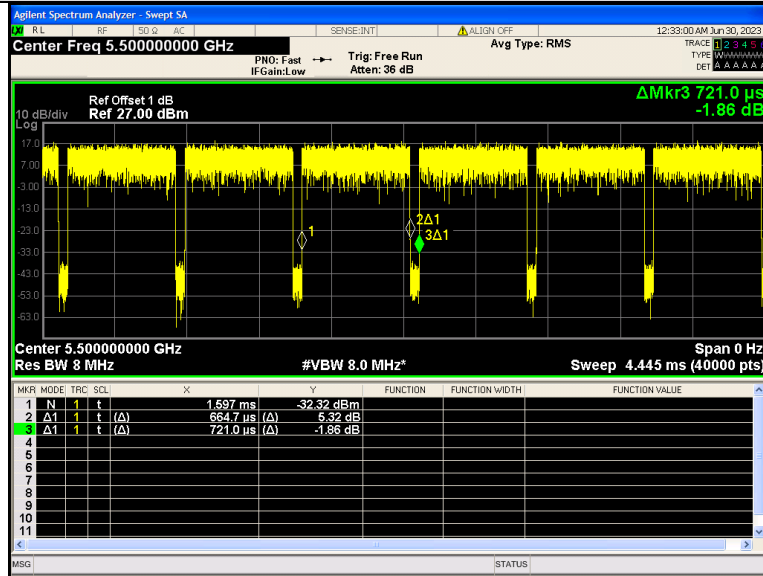 Agilent Spectrum Analyzer - Swept SA
RL RF 50 Ω AC SENSE:INT ALIGN OFF 12:33:00 AM Jun 30, 2023
Center Freq 5.500000000 GHz
PNO: Fast
IFGain:Low
Trig: Free Run
Atten: 36 dB
Avg Type: RMS
TRACE 1 2 3 4 5
TYPE W
DET A A A A A
ΔMkr3 721.0 µs
-1.86 dB
10 dB/div
Log
Ref Offset 1 dB
Ref 27.00 dBm
17.0
7.00
-3.00
-13.0
-23.0
-33.0
-43.0
-53.0
-63.0
1
2Δ1
3Δ1
Center 5.500000000 GHz Span 0 Hz
Res BW 8 MHz #VBW 8.0 MHz* Sweep 4.445 ms (40000 pts)
MKR MODE TRC SCL X Y FUNCTION FUNCTION WIDTH FUNCTION VALUE
1 N 1 t 1.597 ms -32.32 dBm
2 Δ1 1 t (Δ) 664.7 µs (Δ) 5.32 dB
3 Δ1 1 t (Δ) 721.0 µs (Δ) -1.86 dB
4
5
6
7
8
9
10
11
MSG STATUS